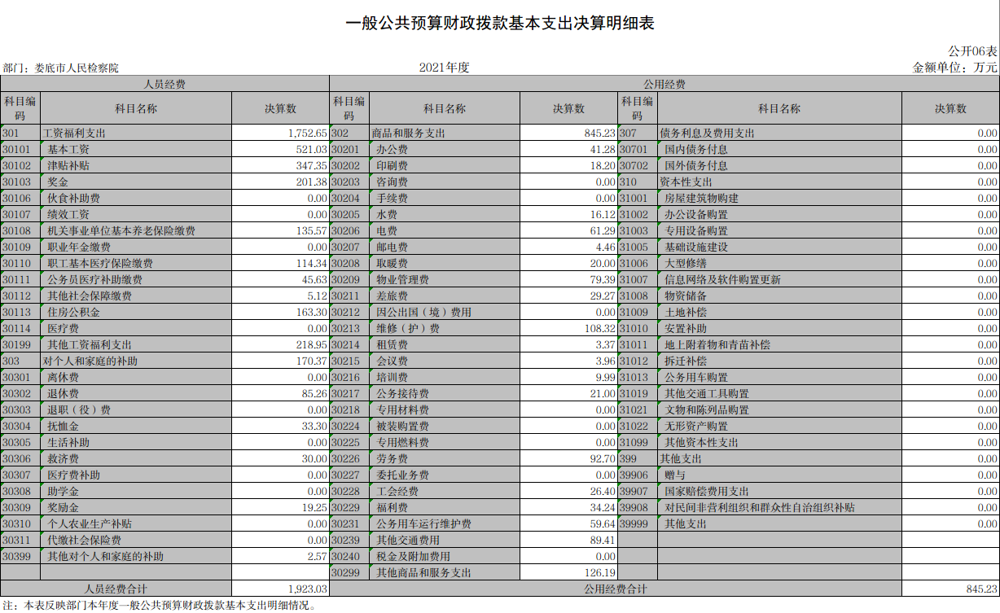 一般公共预算财政拨款基本支出决算明细表
公开06表
部门：娄底市人民检察院 2021年度 金额单位：万元
人员经费 公用经费
科目编码 科目名称 决算数 科目编码 科目名称 决算数 科目编码 科目名称 决算数
301 工资福利支出 1,752.65 302 商品和服务支出 845.23 307 债务利息及费用支出 0.00
30101 基本工资 521.03 30201 办公费 41.28 30701 国内债务付息 0.00
30102 津贴补贴 347.35 30202 印刷费 18.20 30702 国外债务付息 0.00
30103 奖金 201.38 30203 咨询费 0.00 310 资本性支出 0.00
30106 伙食补助费 0.00 30204 手续费 0.00 31001 房屋建筑物购建 0.00
30107 绩效工资 0.00 30205 水费 16.12 31002 办公设备购置 0.00
30108 机关事业单位基本养老保险缴费 135.57 30206 电费 61.29 31003 专用设备购置 0.00
30109 职业年金缴费 0.00 30207 邮电费 4.46 31005 基础设施建设 0.00
30110 职工基本医疗保险缴费 114.34 30208 取暖费 20.00 31006 大型修缮 0.00
30111 公务员医疗补助缴费 45.63 30209 物业管理费 79.39 31007 信息网络及软件购置更新 0.00
30112 其他社会保障缴费 5.12 30211 差旅费 29.27 31008 物资储备 0.00
30113 住房公积金 163.30 30212 因公出国（境）费用 0.00 31009 土地补偿 0.00
30114 医疗费 0.00 30213 维修（护）费 108.32 31010 安置补助 0.00
30199 其他工资福利支出 218.95 30214 租赁费 3.37 31011 地上附着物和青苗补偿 0.00
303 对个人和家庭的补助 170.37 30215 会议费 3.96 31012 拆迁补偿 0.00
30301 离休费 0.00 30216 培训费 9.99 31013 公务用车购置 0.00
30302 退休费 85.26 30217 公务接待费 21.00 31019 其他交通工具购置 0.00
30303 退职（役）费 0.00 30218 专用材料费 0.00 31021 文物和陈列品购置 0.00
30304 抚恤金 33.30 30224 被装购置费 0.00 31022 无形资产购置 0.00
30305 生活补助 0.00 30225 专用燃料费 0.00 31099 其他资本性支出 0.00
30306 救济费 30.00 30226 劳务费 92.70 399 其他支出 0.00
30307 医疗费补助 0.00 30227 委托业务费 0.00 39906 赠与 0.00
30308 助学金 0.00 30228 工会经费 26.40 39907 国家赔偿费用支出 0.00
30309 奖励金 19.25 30229 福利费 34.24 39908 对民间非营利组织和群众性自治组织补贴 0.00
30310 个人农业生产补贴 0.00 30231 公务用车运行维护费 59.64 39999 其他支出 0.00
30311 代缴社会保险费 0.00 30239 其他交通费用 89.41
30399 其他对个人和家庭的补助 2.57 30240 税金及附加费用 0.00
30299 其他商品和服务支出 126.19
人员经费合计 1,923.03 公用经费合计 845.23
注：本表反映部门本年度一般公共预算财政拨款基本支出明细情况。